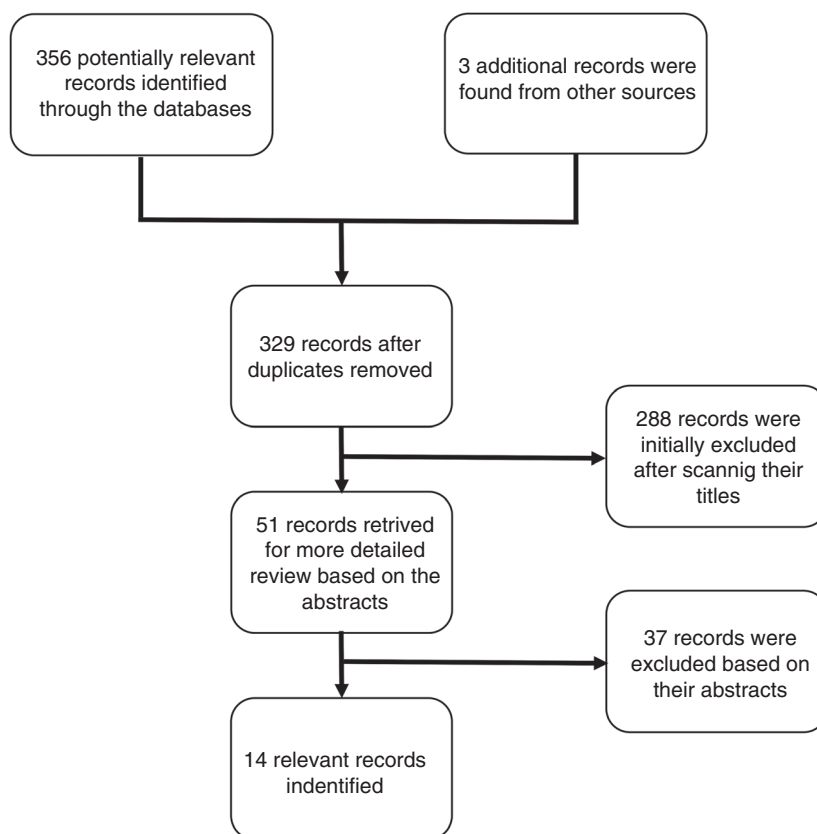 356 potentially relevant
records identified
through the databases
3 additional records were
found from other sources
329 records after
duplicates removed
288 records were
initially excluded
after scannig their
titles
51 records retrived
for more detailed
review based on the
abstracts
37 records were
excluded based on
their abstracts
14 relevant records
indentified